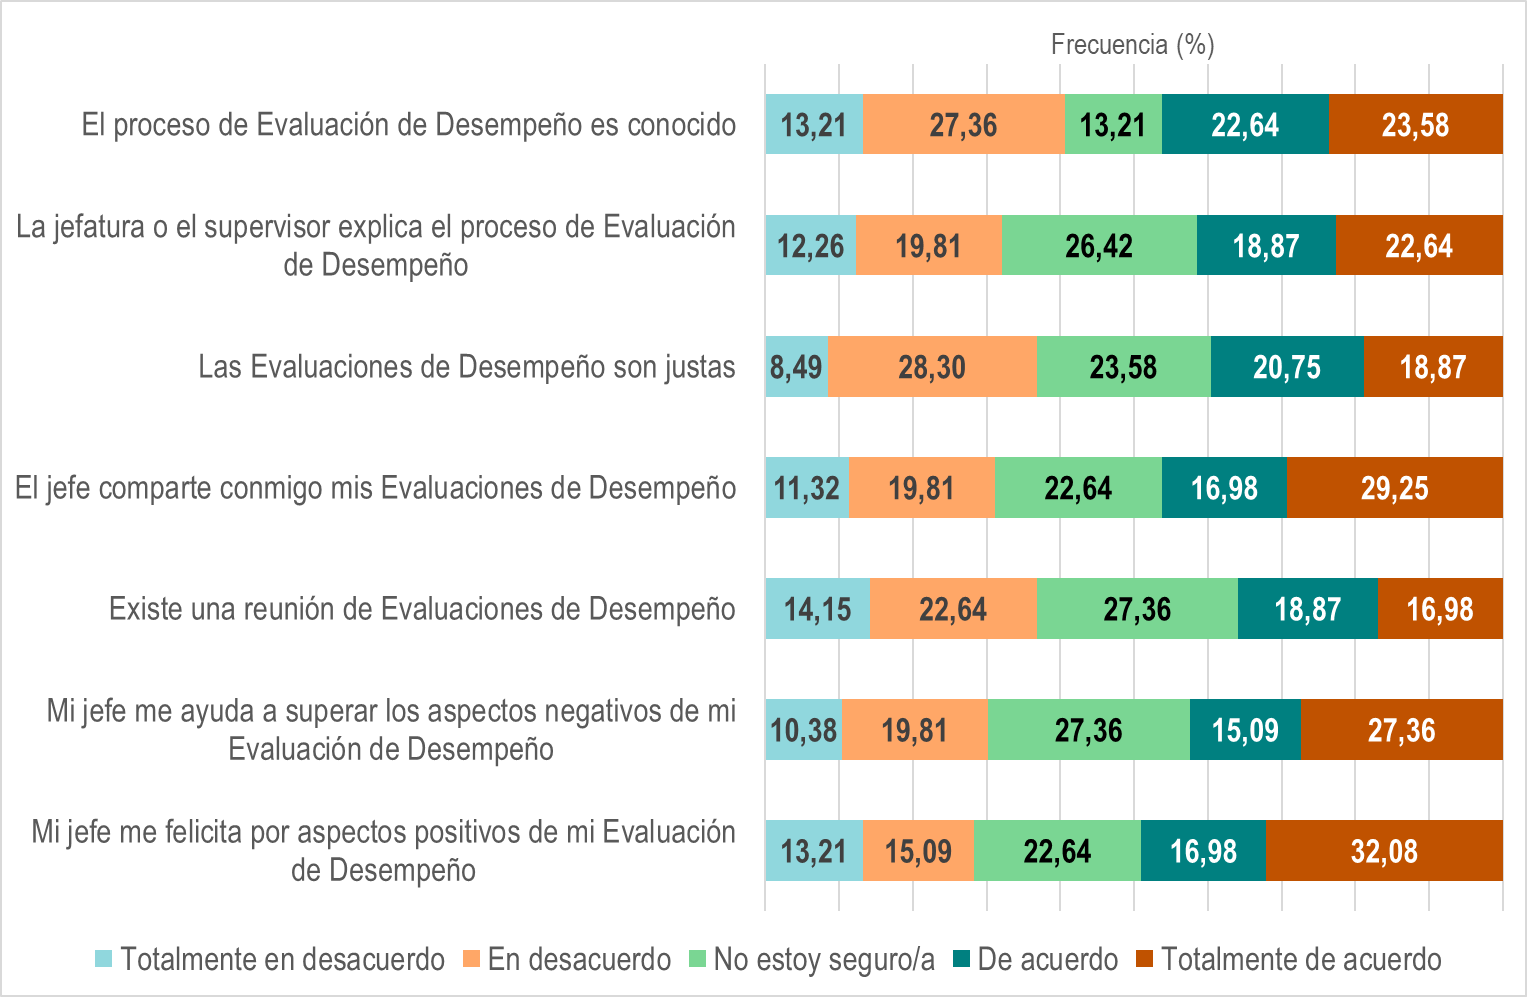 Frecuencia (%)
El proceso de Evaluación de Desempeño es conocido
13,21 27,36 13,21 22,64 23,58
La jefatura o el supervisor explica el proceso de Evaluación
de Desempeño
12,26 19,81 26,42 18,87 22,64
Las Evaluaciones de Desempeño son justas
8,49 28,30 23,58 20,75 18,87
El jefe comparte conmigo mis Evaluaciones de Desempeño
11,32 19,81 22,64 16,98 29,25
Existe una reunión de Evaluaciones de Desempeño
14,15 22,64 27,36 18,87 16,98
Mi jefe me ayuda a superar los aspectos negativos de mi
Evaluación de Desempeño
10,38 19,81 27,36 15,09 27,36
Mi jefe me felicita por aspectos positivos de mi Evaluación
de Desempeño
13,21 15,09 22,64 16,98 32,08
Totalmente en desacuerdo En desacuerdo No estoy seguro/a De acuerdo Totalmente de acuerdo